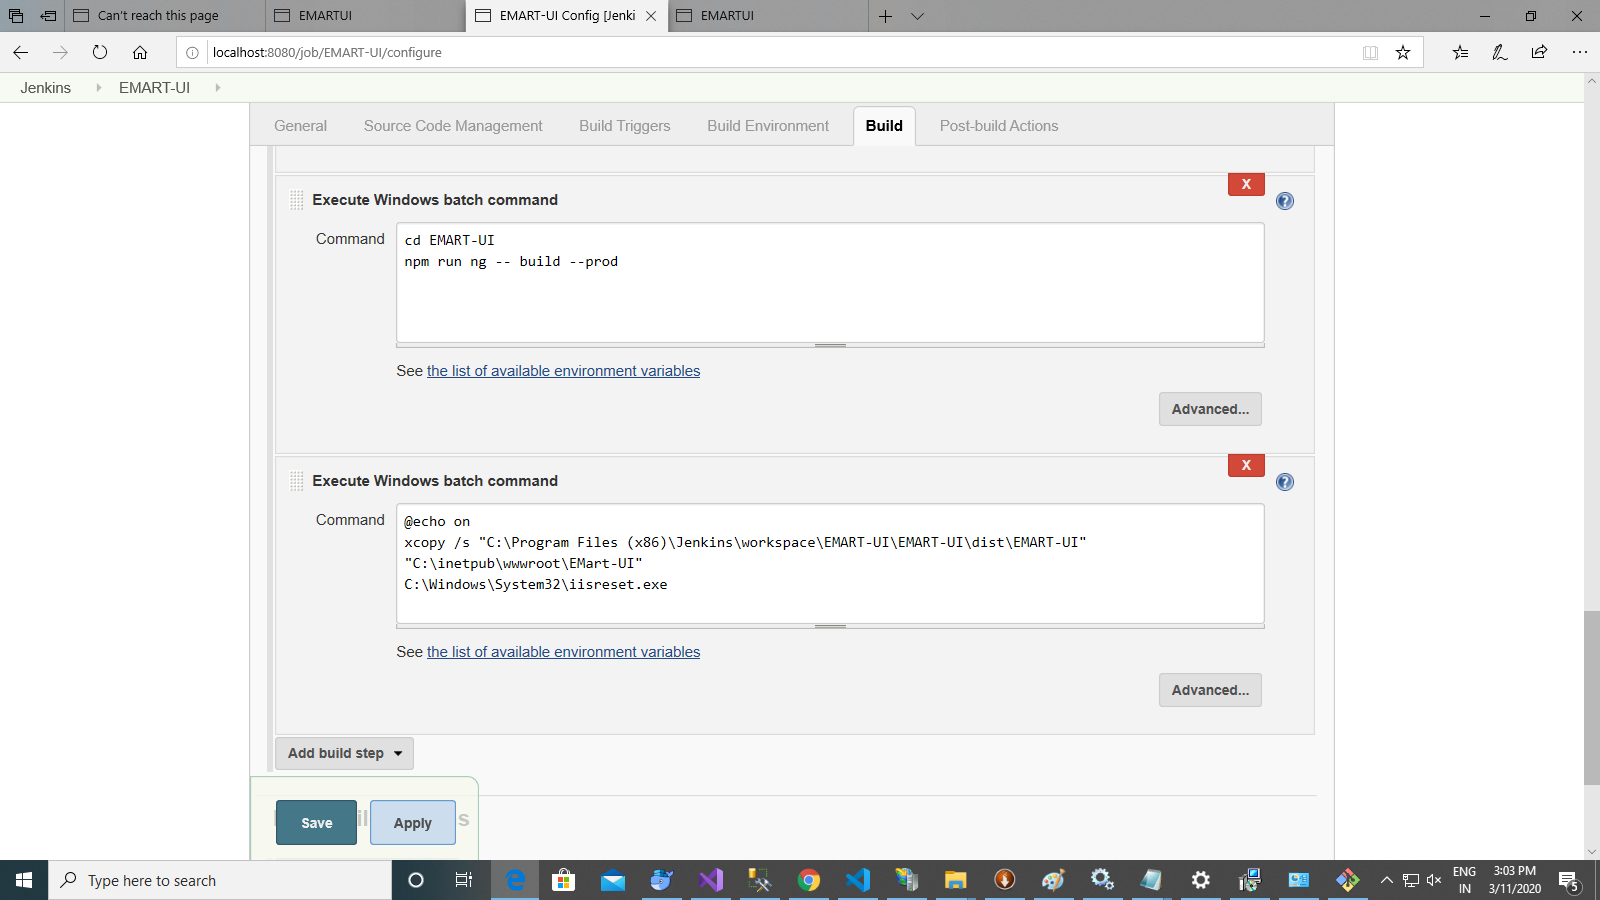 Can't reach this page
EMARTUI
EMART-UI Config [Jenki
EMARTUI
localhost:8080/job/EMART-UI/configure
Jenkins
EMART-UI
General
Source Code Management
Build Triggers
Build Environment
Build
Post-build Actions
X
Execute Windows batch command
?
Command
cd EMART-UI
npm run ng -- build --prod
See the list of available environment variables
Advanced...
X
Execute Windows batch command
?
Command
@echo on
xcopy /s "C:\Program Files (x86)\Jenkins\workspace\EMART-UI\EMART-UI\dist\EMART-UI"
"C:\inetpub\wwwroot\EMart-UI"
C:\Windows\System32\iisreset.exe
See the list of available environment variables
Advanced...
Add build step
Save
Apply
Type here to search
ENG
IN
3:03 PM
3/11/2020
5